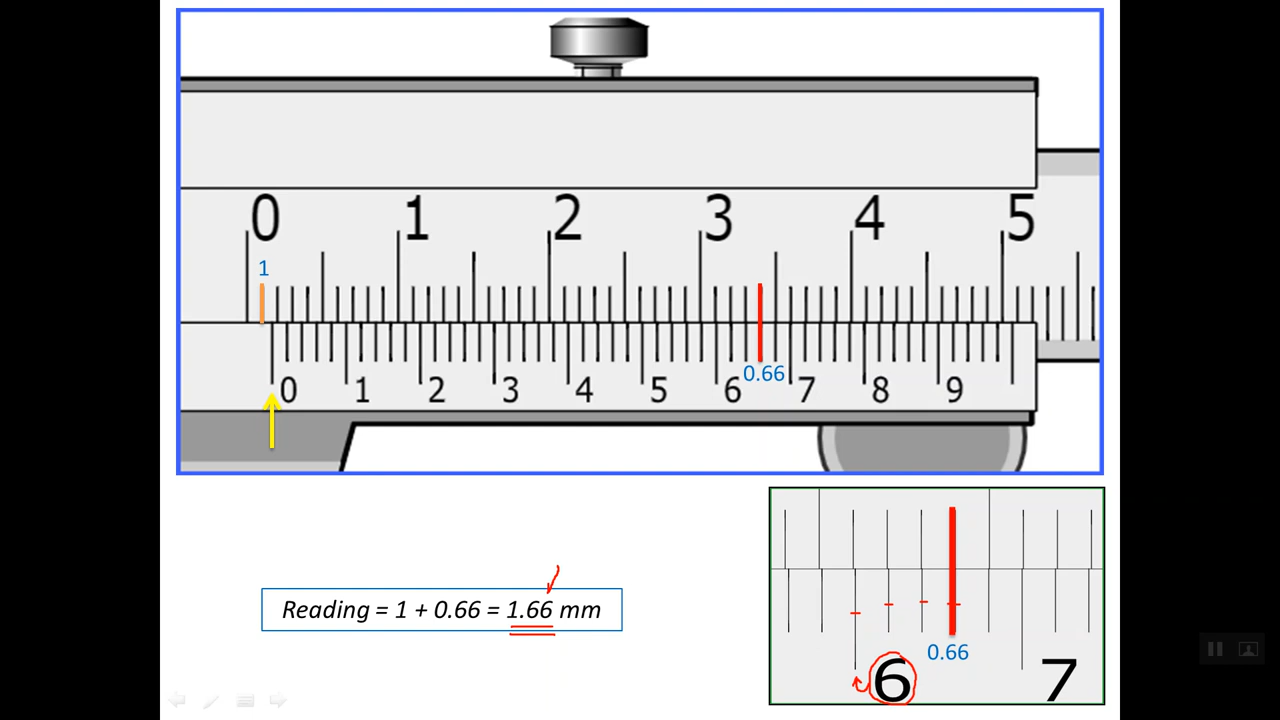 0 1 2 3 4 5
1
0.66
0 1 2 3 4 5 6 7 8 9
Reading = 1 + 0.66 = 1.66 mm
0.66
6 7